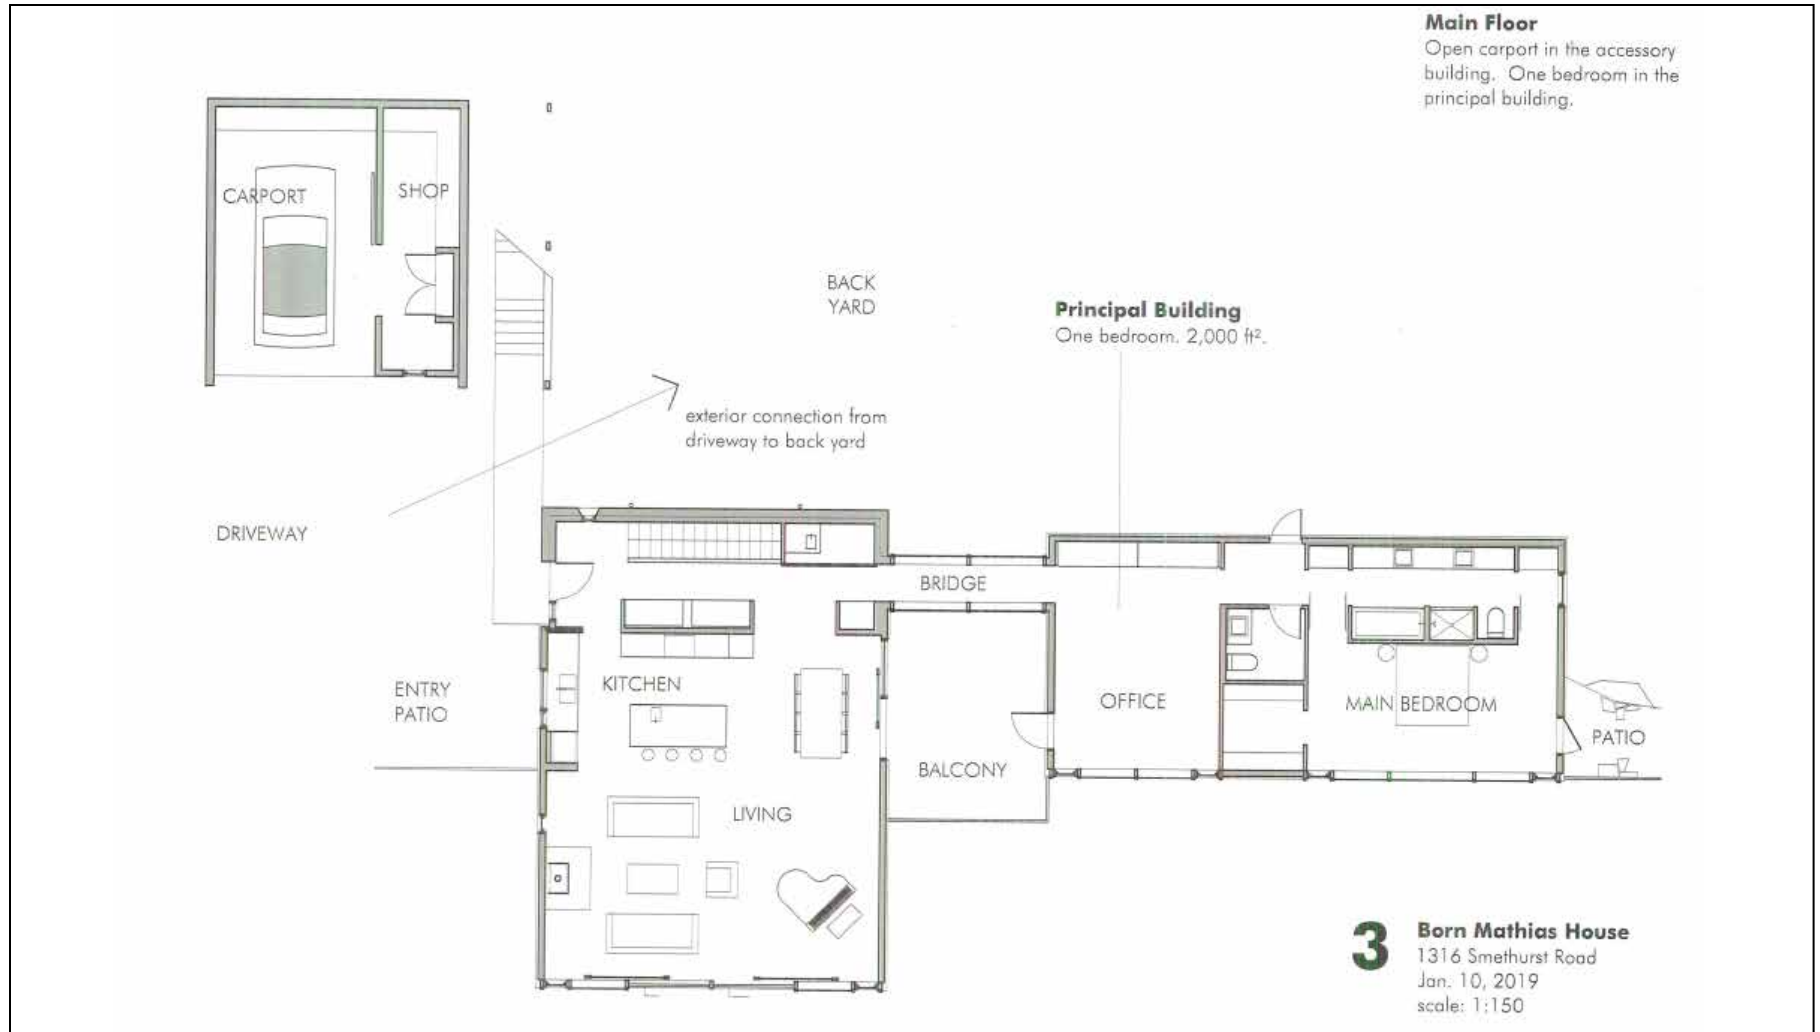 Main Floor
Open carport in the accessory
building. One bedroom in the
principal building.
CARPORT
SHOP
BACK
YARD
Principal Building
One bedroom. 2,000 ft².
exterior connection from
driveway to back yard
DRIVEWAY
BRIDGE
ENTRY
PATIO
KITCHEN
OFFICE
MAIN BEDROOM
PATIO
BALCONY
LIVING
3
Born Mathias House
1316 Smethurst Road
Jan. 10, 2019
scale: 1:150